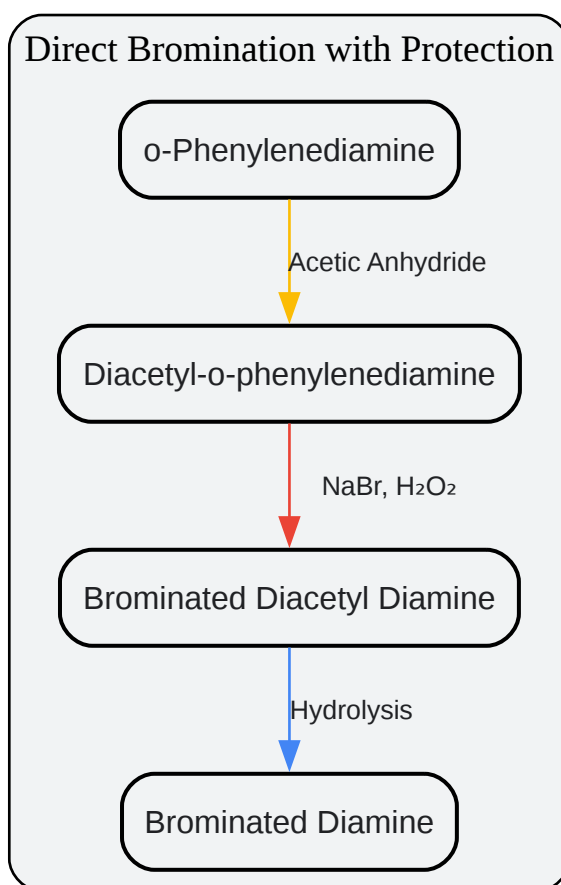 Direct Bromination with Protection
o-Phenylenediamine
Acetic Anhydride
Diacetyl-o-phenylenediamine
NaBr, H₂O₂
Brominated Diacetyl Diamine
Hydrolysis
Brominated Diamine